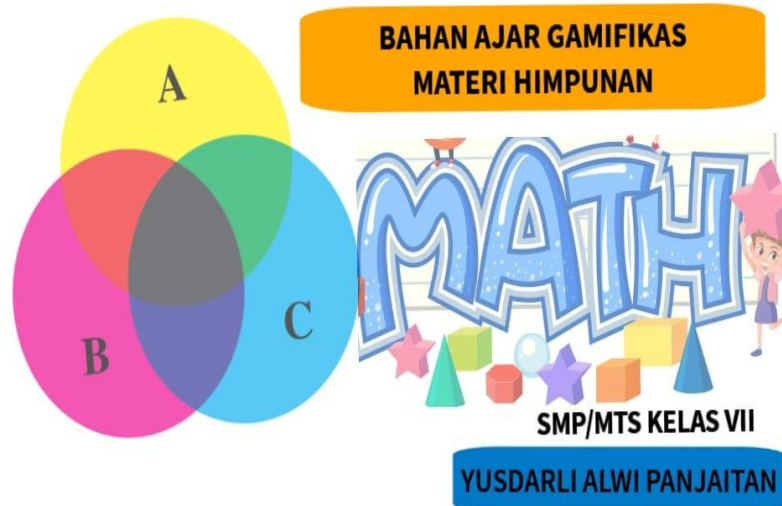 A
B
C
BAHAN AJAR GAMIFIKAS
MATERI HIMPUNAN
MATH
SMP/MTS KELAS VII
YUSDARLI ALWI PANJAITAN